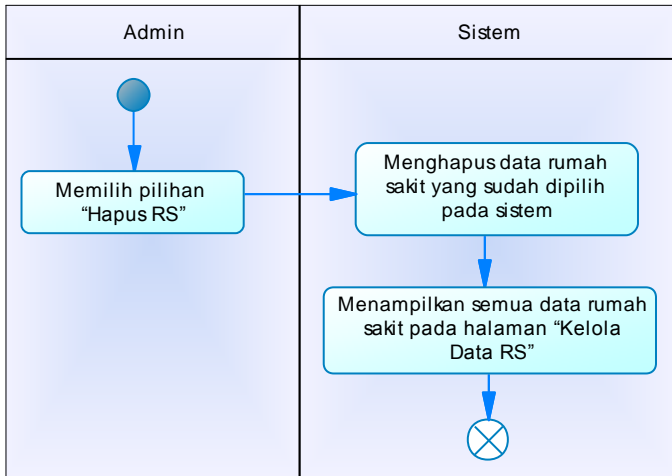 Admin
Sistem
Memilih pilihan
“Hapus RS”
Menghapus data rumah
sakit yang sudah dipilih
pada sistem
Menampilkan semua data rumah
sakit pada halaman “Kelola
Data RS”